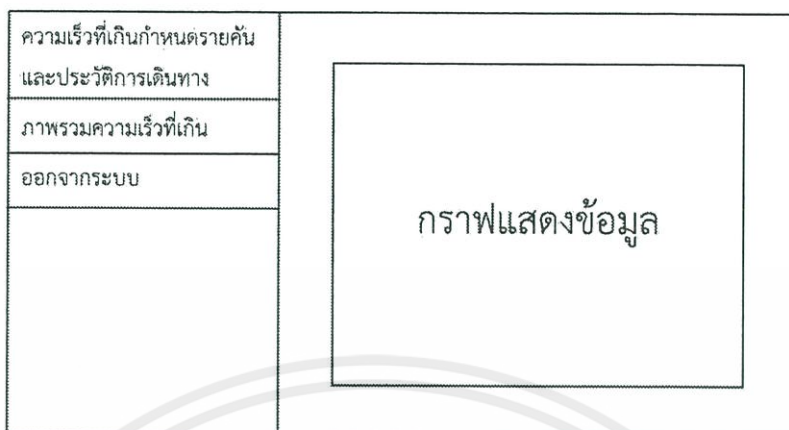 ความเร็วที่เกินกำหนดรายคัน
และประวัติการเดินทาง
ภาพรวมความเร็วที่เกิน
ออกจากระบบ
กราฟแสดงข้อมูล